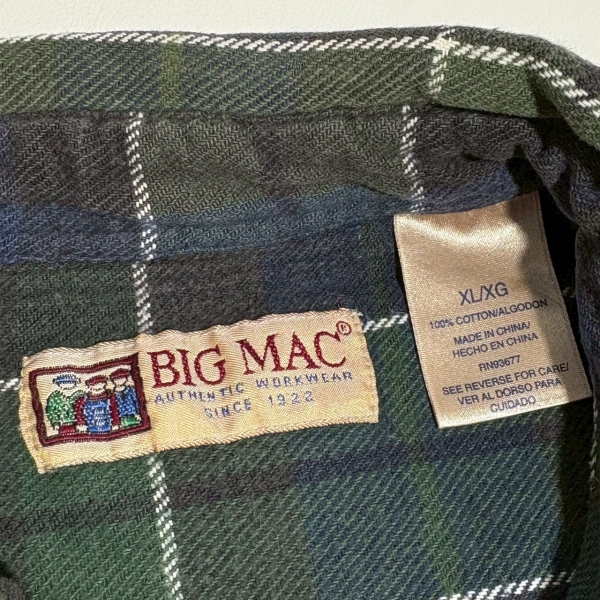 BIG MAC®
AUTHENTIC WORKWEAR
SINCE 1922
XL/XG
100% COTTON/ALGODON
MADE IN CHINA/
HECHO EN CHINA
RN93677
SEE REVERSE FOR CARE/
VER AL DORSO PARA
CUIDADO